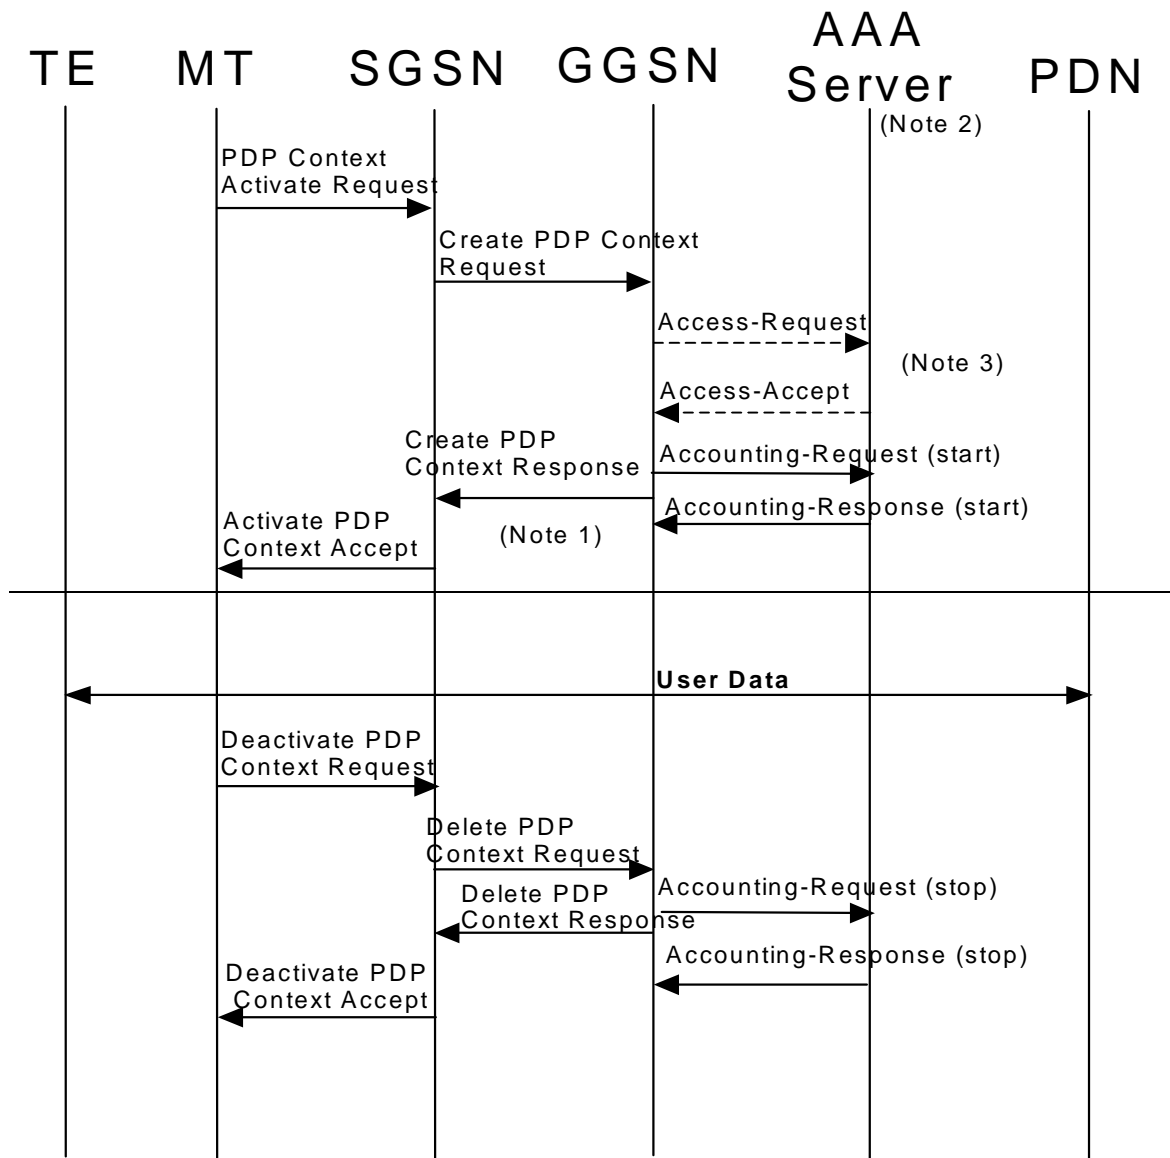 TE
MT
SGSN
GGSN
AAA
Server
PDN
(Note 2)
PDP Context
Activate Request
Create PDP Context
Request
Access-Request
(Note 3)
Access-Accept
Create PDP
Context Response
Accounting-Request (start)
Accounting-Response (start)
Activate PDP
Context Accept
(Note 1)
User Data
Deactivate PDP
Context Request
Delete PDP
Context Request
Accounting-Request (stop)
Delete PDP
Context Response
Accounting-Response (stop)
Deactivate PDP
Context Accept